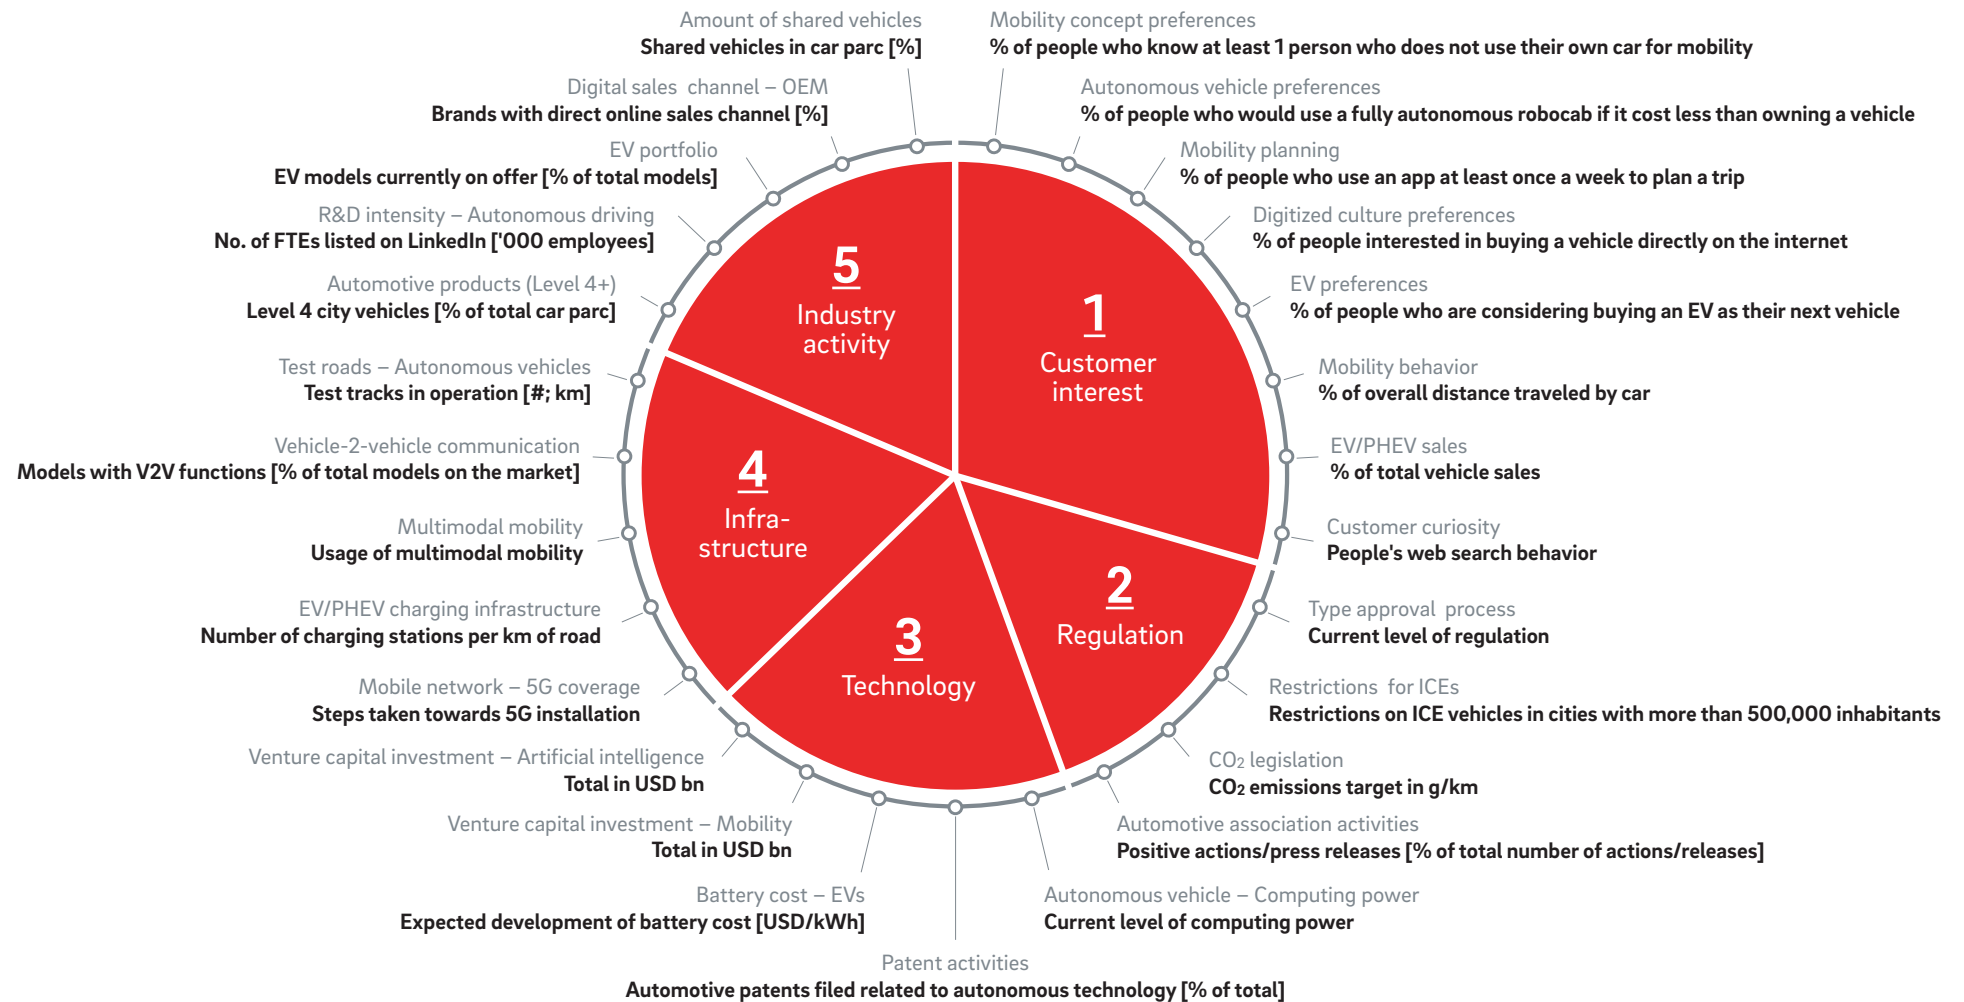 Amount of shared vehicles
Shared vehicles in car parc [%]
Mobility concept preferences
% of people who know at least 1 person who does not use their own car for mobility
Digital sales channel – OEM
Brands with direct online sales channel [%]
Autonomous vehicle preferences
% of people who would use a fully autonomous robocab if it cost less than owning a vehicle
EV portfolio
EV models currently on offer [% of total models]
Mobility planning
% of people who use an app at least once a week to plan a trip
R&D intensity – Autonomous driving
No. of FTEs listed on LinkedIn ['000 employees]
Digitized culture preferences
% of people interested in buying a vehicle directly on the internet
Automotive products (Level 4+)
Level 4 city vehicles [% of total car parc]
EV preferences
% of people who are considering buying an EV as their next vehicle
Test roads – Autonomous vehicles
Test tracks in operation [#; km]
Mobility behavior
% of overall distance traveled by car
Vehicle-2-vehicle communication
Models with V2V functions [% of total models on the market]
EV/PHEV sales
% of total vehicle sales
Multimodal mobility
Usage of multimodal mobility
Customer curiosity
People's web search behavior
EV/PHEV charging infrastructure
Number of charging stations per km of road
Type approval process
Current level of regulation
Mobile network – 5G coverage
Steps taken towards 5G installation
Restrictions for ICEs
Restrictions on ICE vehicles in cities with more than 500,000 inhabitants
Venture capital investment – Artificial intelligence
Total in USD bn
CO2 legislation
CO2 emissions target in g/km
Venture capital investment – Mobility
Total in USD bn
Automotive association activities
Positive actions/press releases [% of total number of actions/releases]
Battery cost – EVs
Expected development of battery cost [USD/kWh]
Autonomous vehicle – Computing power
Current level of computing power
Patent activities
Automotive patents filed related to autonomous technology [% of total]
1
Customer
interest
2
Regulation
3
Technology
4
Infra-
structure
5
Industry
activity